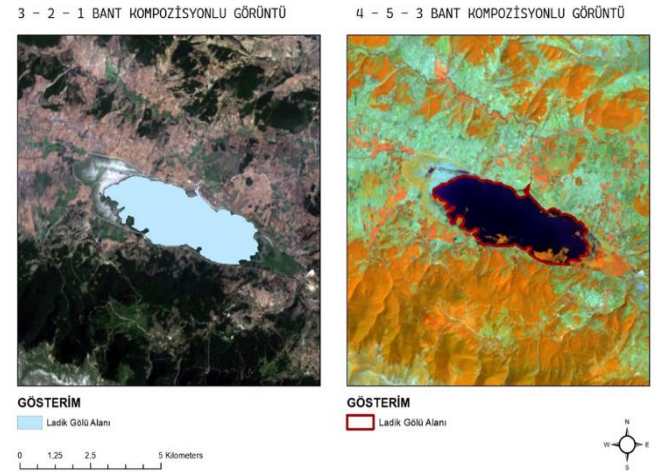 3 - 2 - 1 BANT KOMPOZİSYONLU GÖRÜNTÜ
4 - 5 - 3 BANT KOMPOZİSYONLU GÖRÜNTÜ
GÖSTERİM
Ladik Gölü Alanı
0 1,25 2,5 5 Kilometers
GÖSTERİM
Ladik Gölü Alanı
N
W E
S